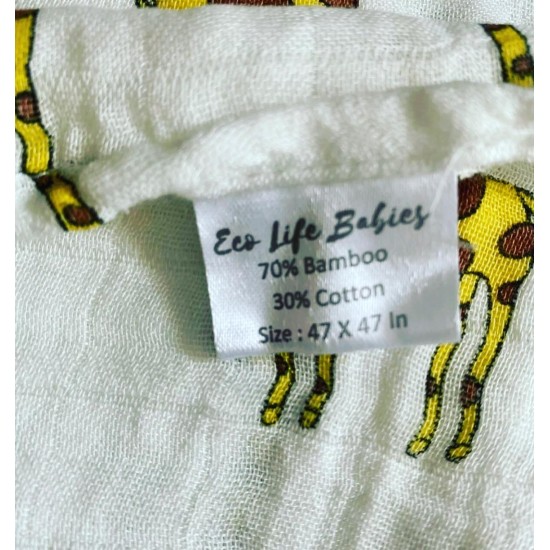 Eco Life Babies
70% Bamboo
30% Cotton
Size : 47 X 47 In